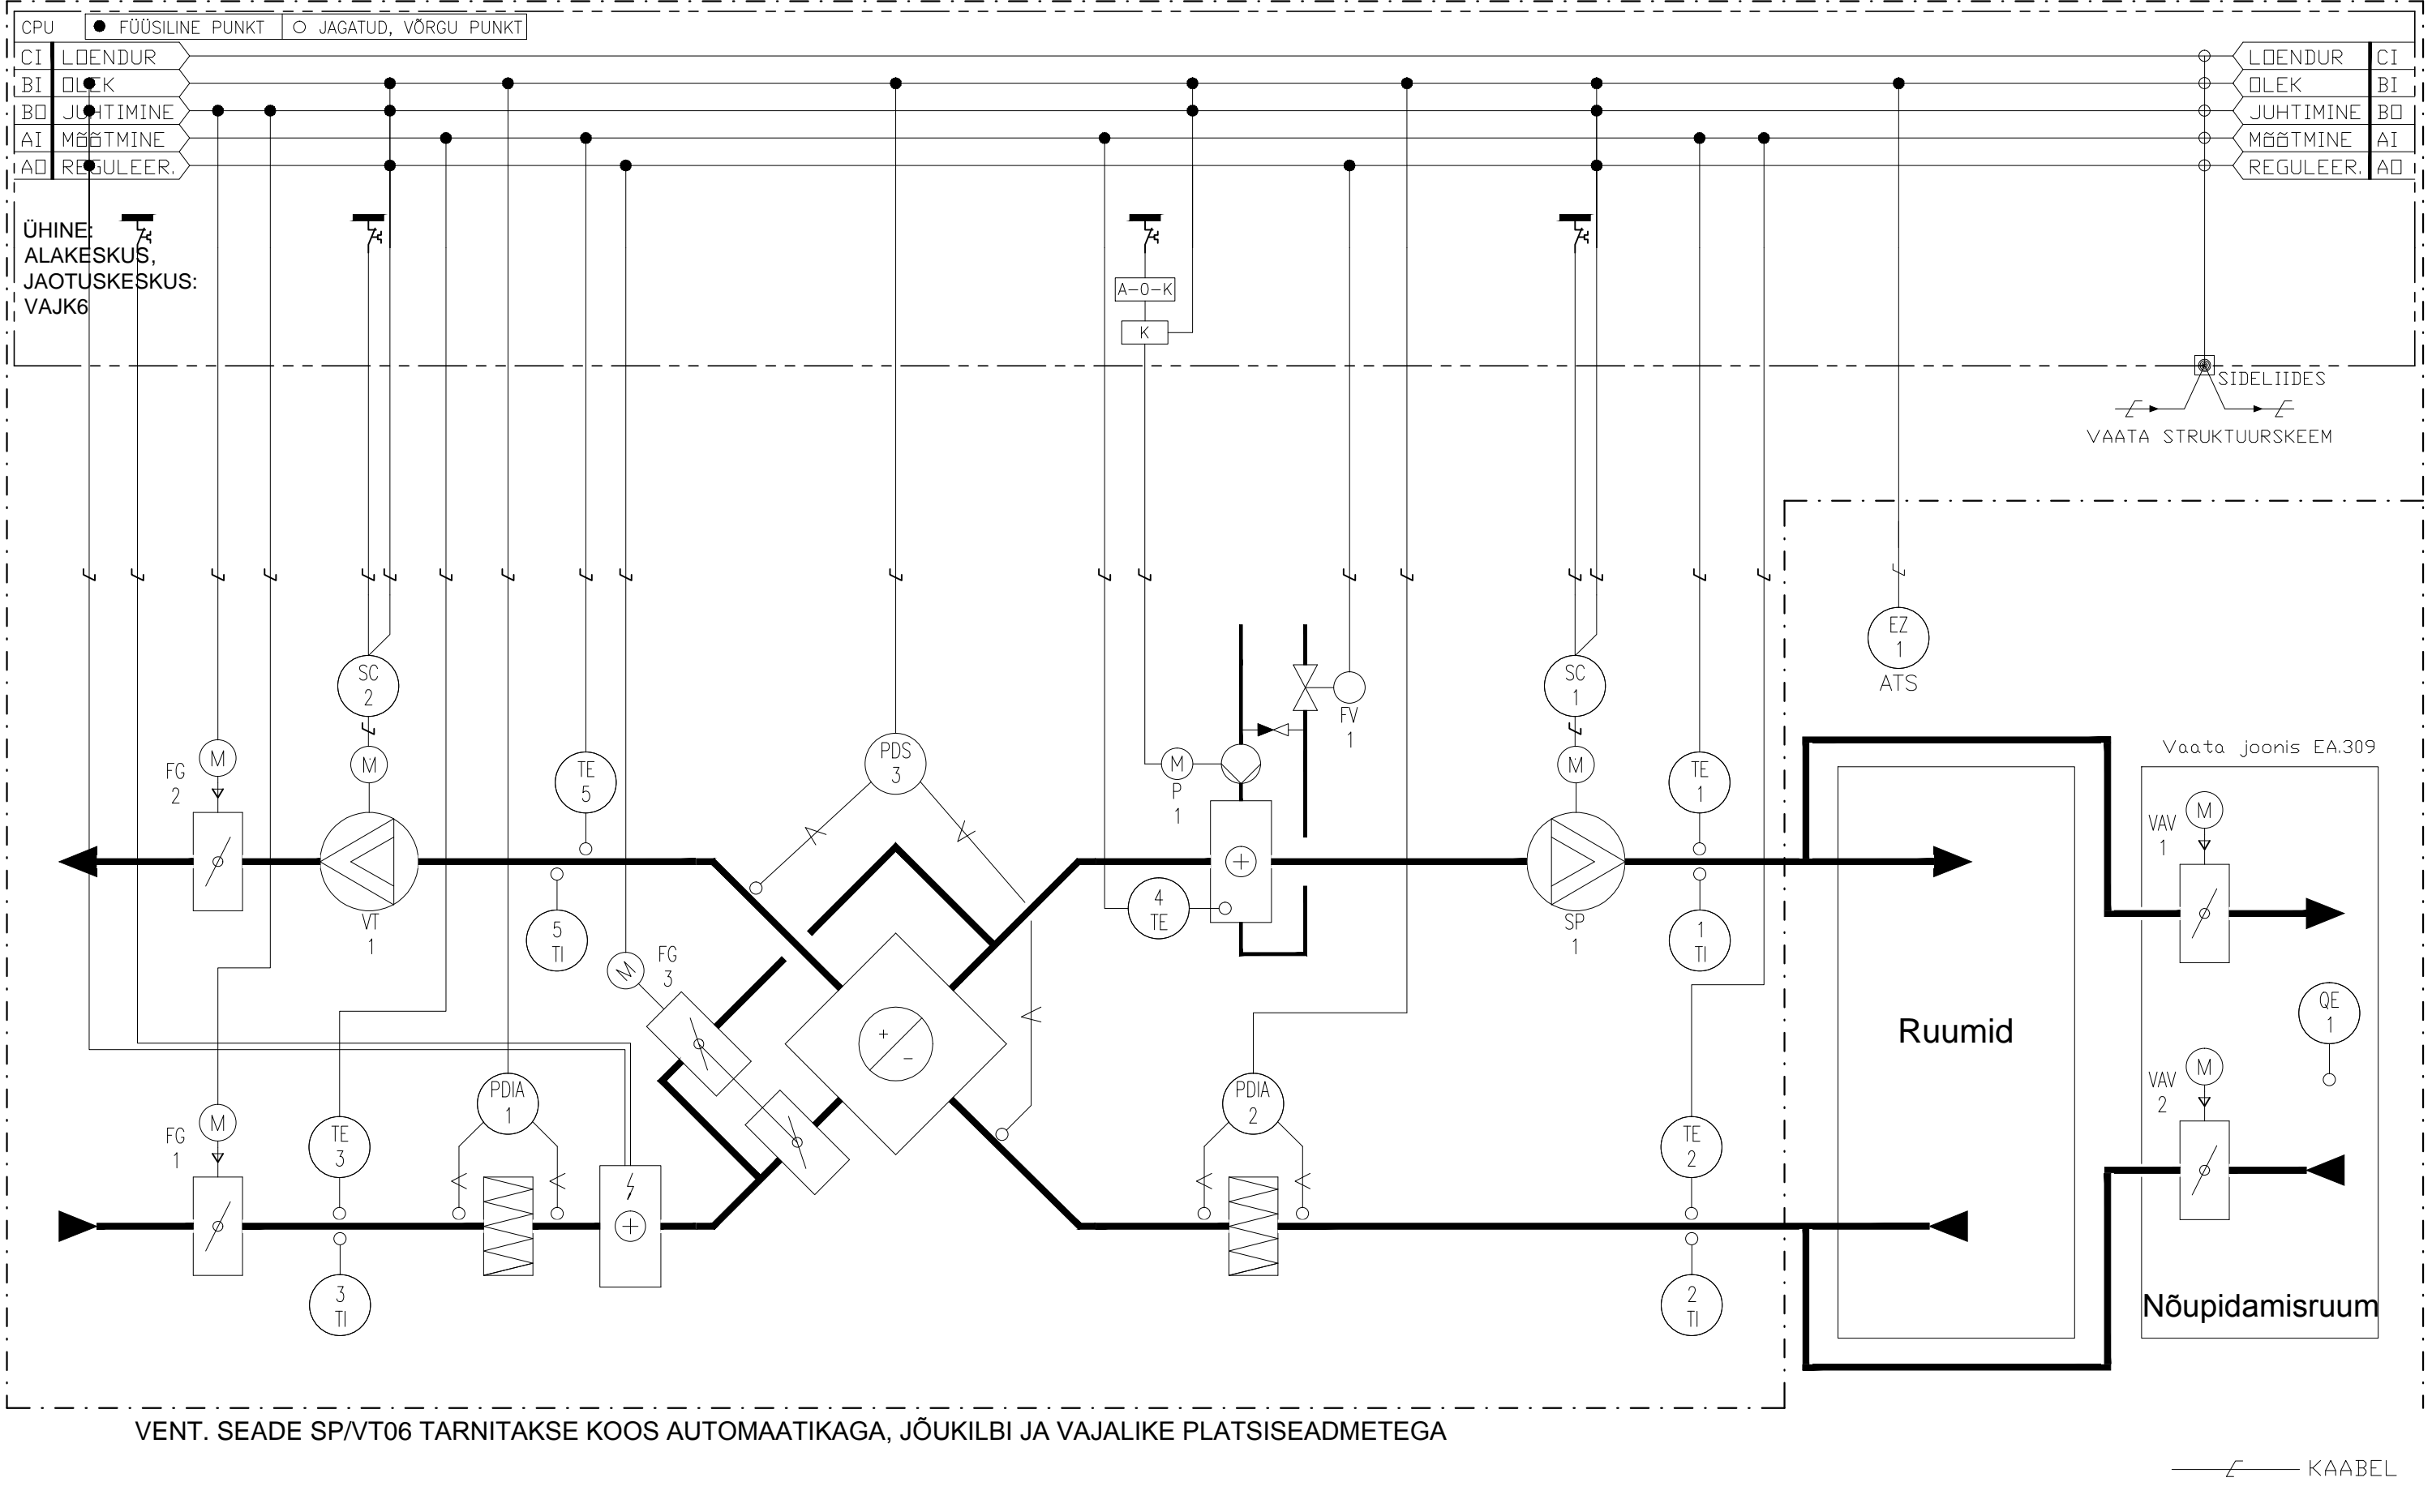 CPU
FÜÜSILINE PUNKT
JAGATUD, VÕRGU PUNKT
CI LOENDUR
BI OLEK
BO JUHTIMINE
AI MÕÕTMINE
AO REGULEER.
LOENDUR CI
OLEK BI
JUHTIMINE BO
MÕÕTMINE AI
REGULEER. AO
ÜHINE:
ALAKESKUS,
JAOTUSKESKUS:
VAJK6
A-0-K
K
SIDELIIDES
VAATA STRUKTUURSKEEM
EZ
1
ATS
SC
2
SC
1
FV
1
FG
2
M
M
TE
5
PDS
3
M
P
1
M
TE
1
Vaata joonis EA.309
VAV
1
M
VT
1
5
TI
4
TE
SP
1
1
TI
FG
3
M
+
+
-
Ruumid
QE
1
FG
1
M
TE
3
PDIA
1
PDIA
2
TE
2
VAV
2
M
+
3
TI
2
TI
Nõupidamisruum
VENT. SEADE SP/VT06 TARNITAKSE KOOS AUTOMAATIKAGA, JÕUKILBI JA VAJALIKE PLATSISEADMETEGA
KAABEL